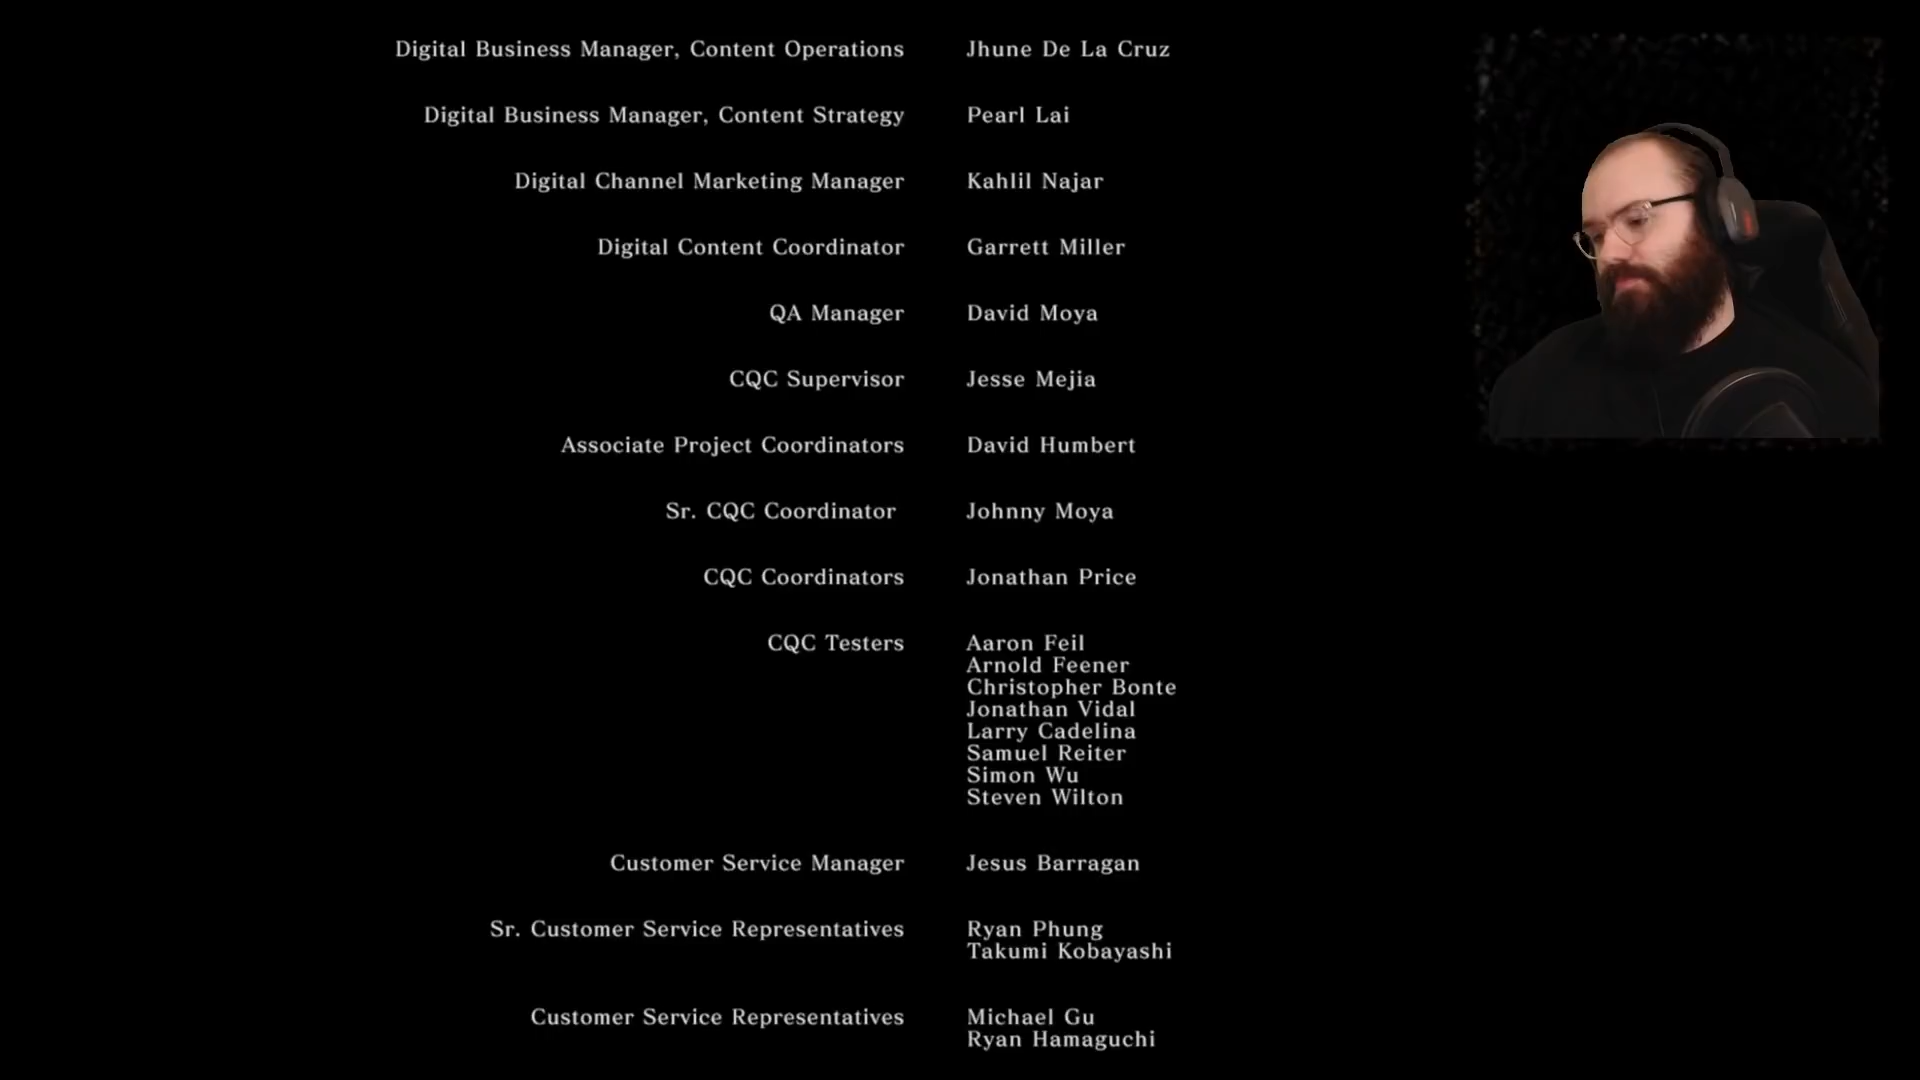 Digital Business Manager, Content Operations Jhune De La Cruz
Digital Business Manager, Content Strategy Pearl Lai
Digital Channel Marketing Manager Kahlil Najar
Digital Content Coordinator Garrett Miller
QA Manager David Moya
CQC Supervisor Jesse Mejia
Associate Project Coordinators David Humbert
Sr. CQC Coordinator Johnny Moya
CQC Coordinators Jonathan Price
CQC Testers Aaron Feil
Arnold Feener
Christopher Bonte
Jonathan Vidal
Larry Cadelina
Samuel Reiter
Simon Wu
Steven Wilton
Customer Service Manager Jesus Barragan
Sr. Customer Service Representatives Ryan Phung
Takumi Kobayashi
Customer Service Representatives Michael Gu
Ryan Hamaguchi